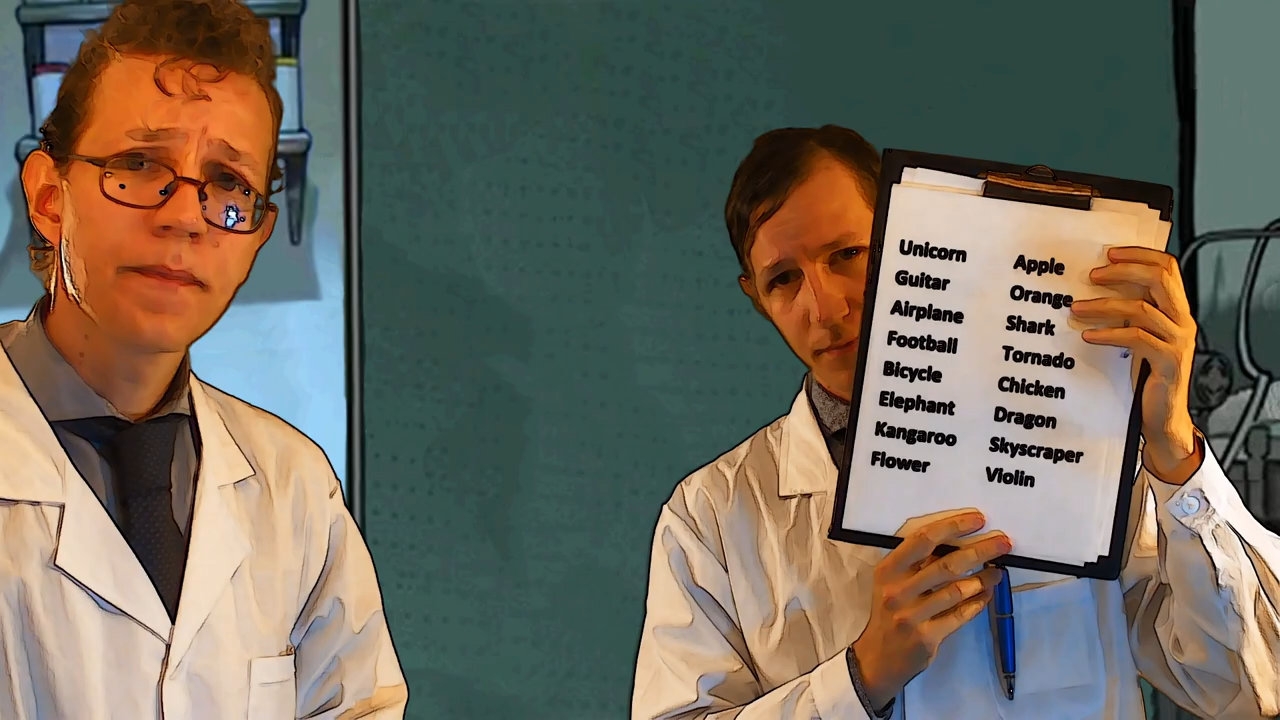 Unicorn
Guitar
Airplane
Football
Bicycle
Elephant
Kangaroo
Flower
Apple
Orange
Shark
Tornado
Chicken
Dragon
Skyscraper
Violin